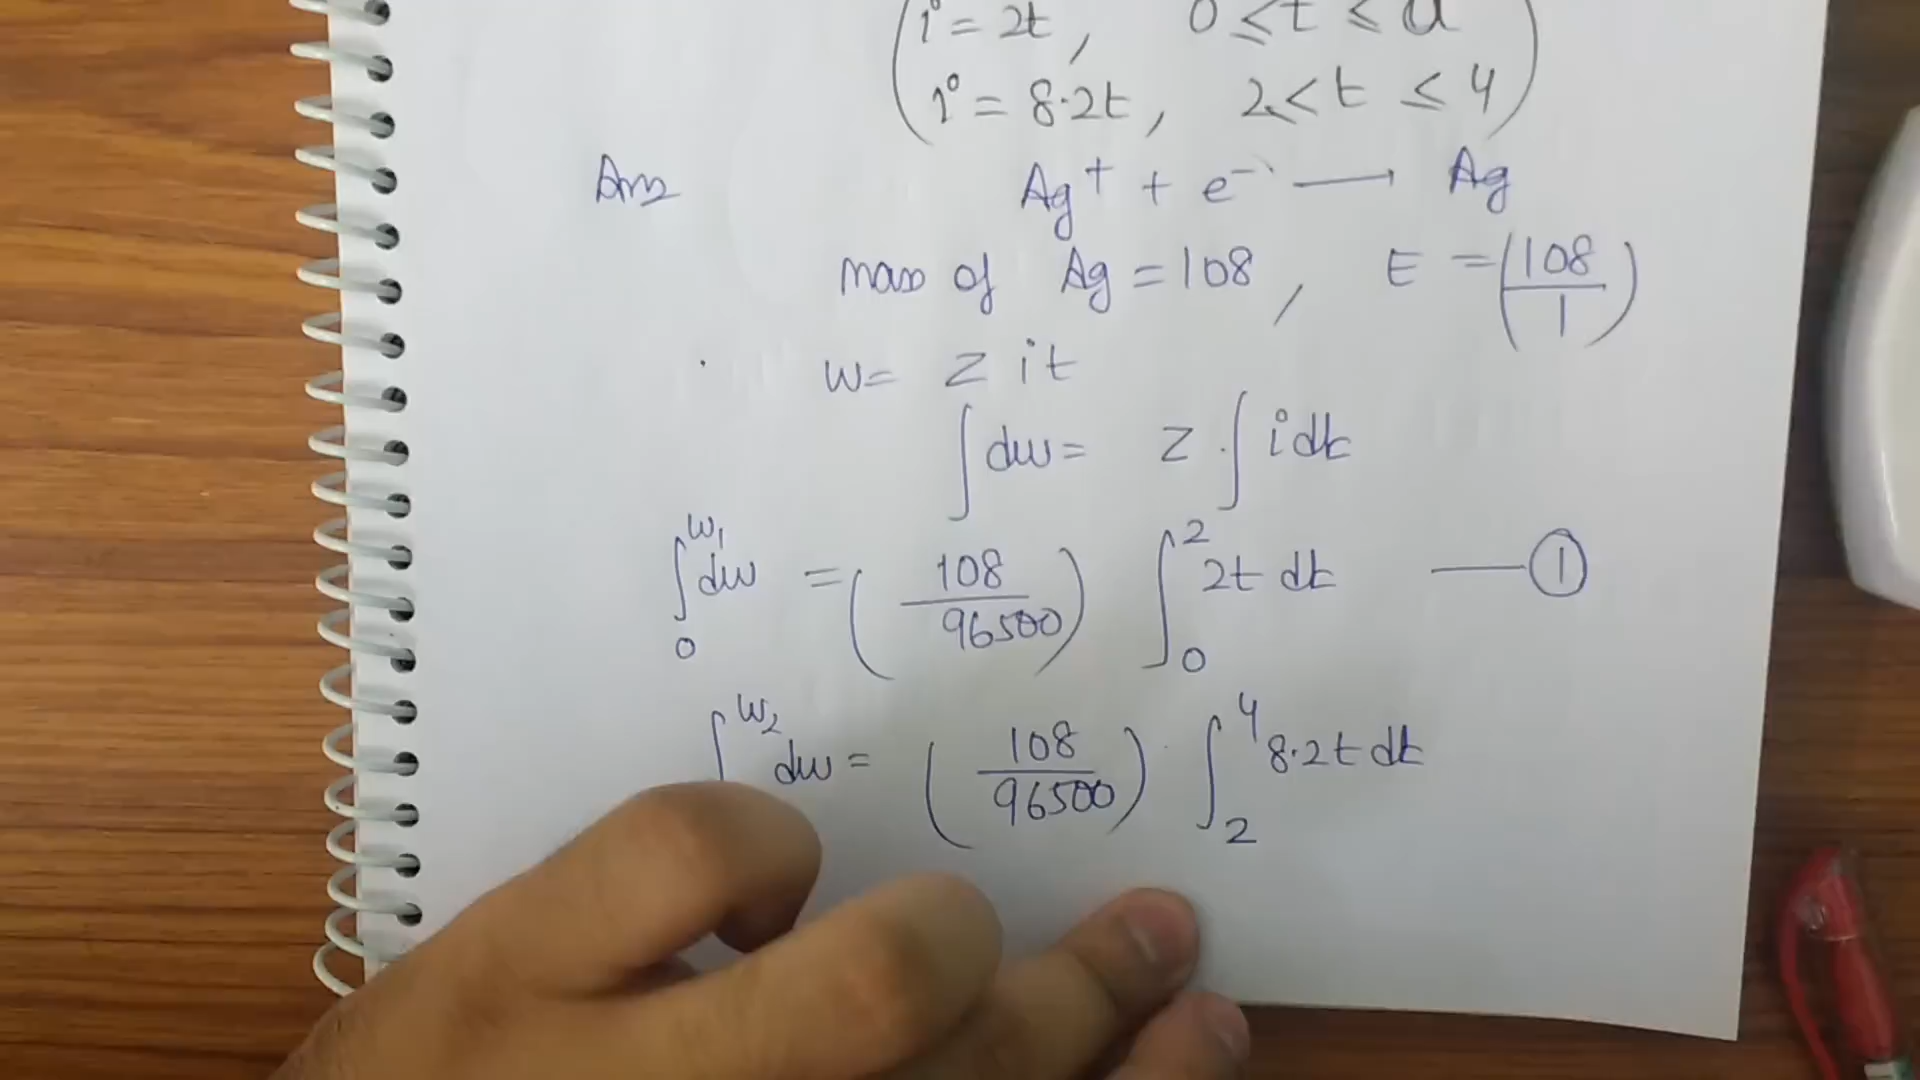 i = 2t, 0 ≤ t ≤ 2
i = 8.2t, 2 < t ≤ 4
Ans Ag⁺ + e⁻ → Ag
mass of Ag = 108, E = (108/1)
w = Z i t
∫dw = Z . ∫ i dt
∫₀^W₁ dw = (108/96500) ∫₀² 2t dt — ①
∫^W₂ dw = (108/96500) ∫₂⁴ 8.2t dt